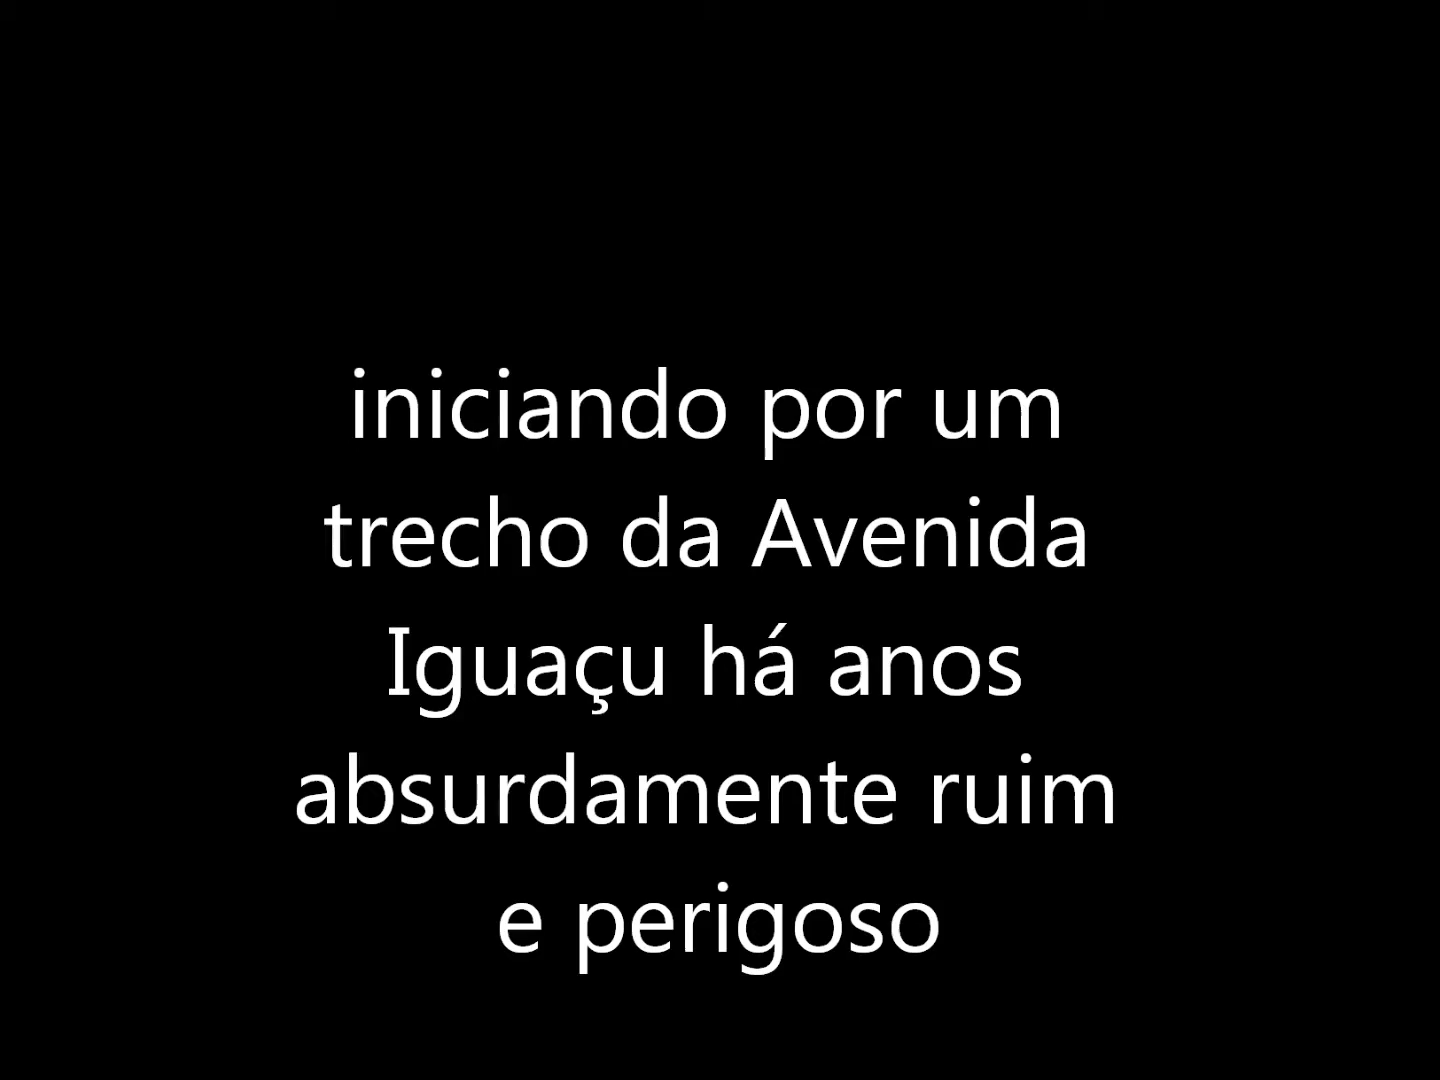 iniciando por um
trecho da Avenida
Iguaçu há anos
absurdamente ruim
e perigoso